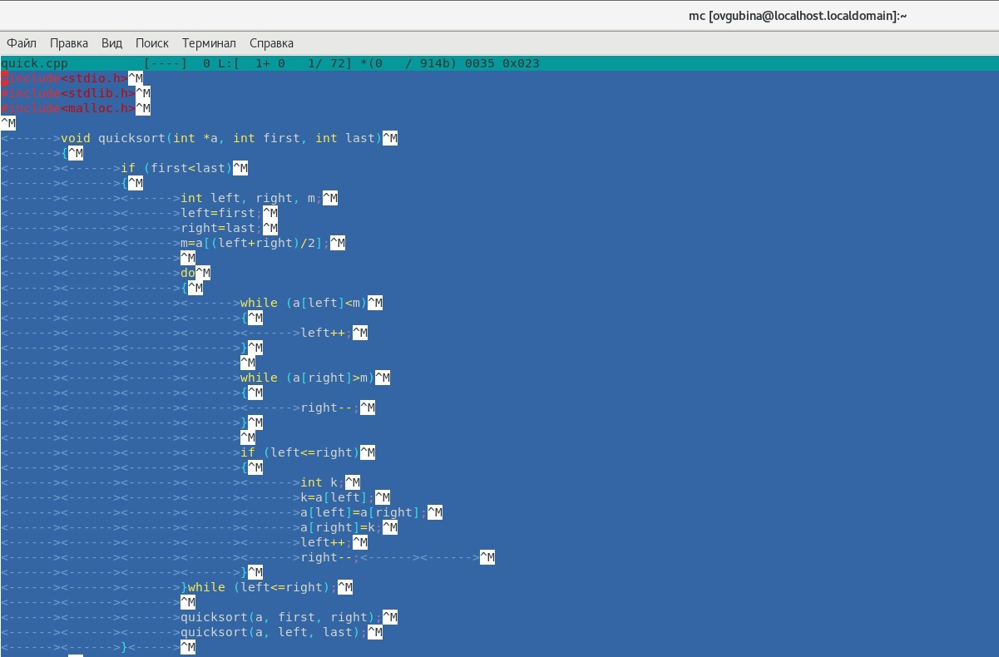 mc [ovgubina@localhost.localdomain]:~
Файл Правка Вид Поиск Терминал Справка
quick.cpp [----] 0 L:[ 1+ 0 1/ 72] *(0 / 914b) 0035 0x023
#include<stdio.h>^M
#include<stdlib.h>^M
#include<malloc.h>^M
^M
<------>void quicksort(int *a, int first, int last)^M
<------>{^M
<------><------>if (first<last)^M
<------><------>{^M
<------><------><------>int left, right, m;^M
<------><------><------>left=first;^M
<------><------><------>right=last;^M
<------><------><------>m=a[(left+right)/2];^M
<------><------><------>^M
<------><------><------>do^M
<------><------><------>{^M
<------><------><------><------>while (a[left]<m)^M
<------><------><------><------>{^M
<------><------><------><------><------>left++;^M
<------><------><------><------>}^M
<------><------><------><------>^M
<------><------><------><------>while (a[right]>m)^M
<------><------><------><------>{^M
<------><------><------><------><------>right--;^M
<------><------><------><------>}^M
<------><------><------><------>^M
<------><------><------><------>if (left<=right)^M
<------><------><------><------>{^M
<------><------><------><------><------>int k;^M
<------><------><------><------><------>k=a[left];^M
<------><------><------><------><------>a[left]=a[right];^M
<------><------><------><------><------>a[right]=k;^M
<------><------><------><------><------>left++;^M
<------><------><------><------><------>right--;<------><------>^M
<------><------><------><------>}^M
<------><------><------>}while (left<=right);^M
<------><------><------>^M
<------><------><------>quicksort(a, first, right);^M
<------><------><------>quicksort(a, left, last);^M
<------><------>}<----->^M